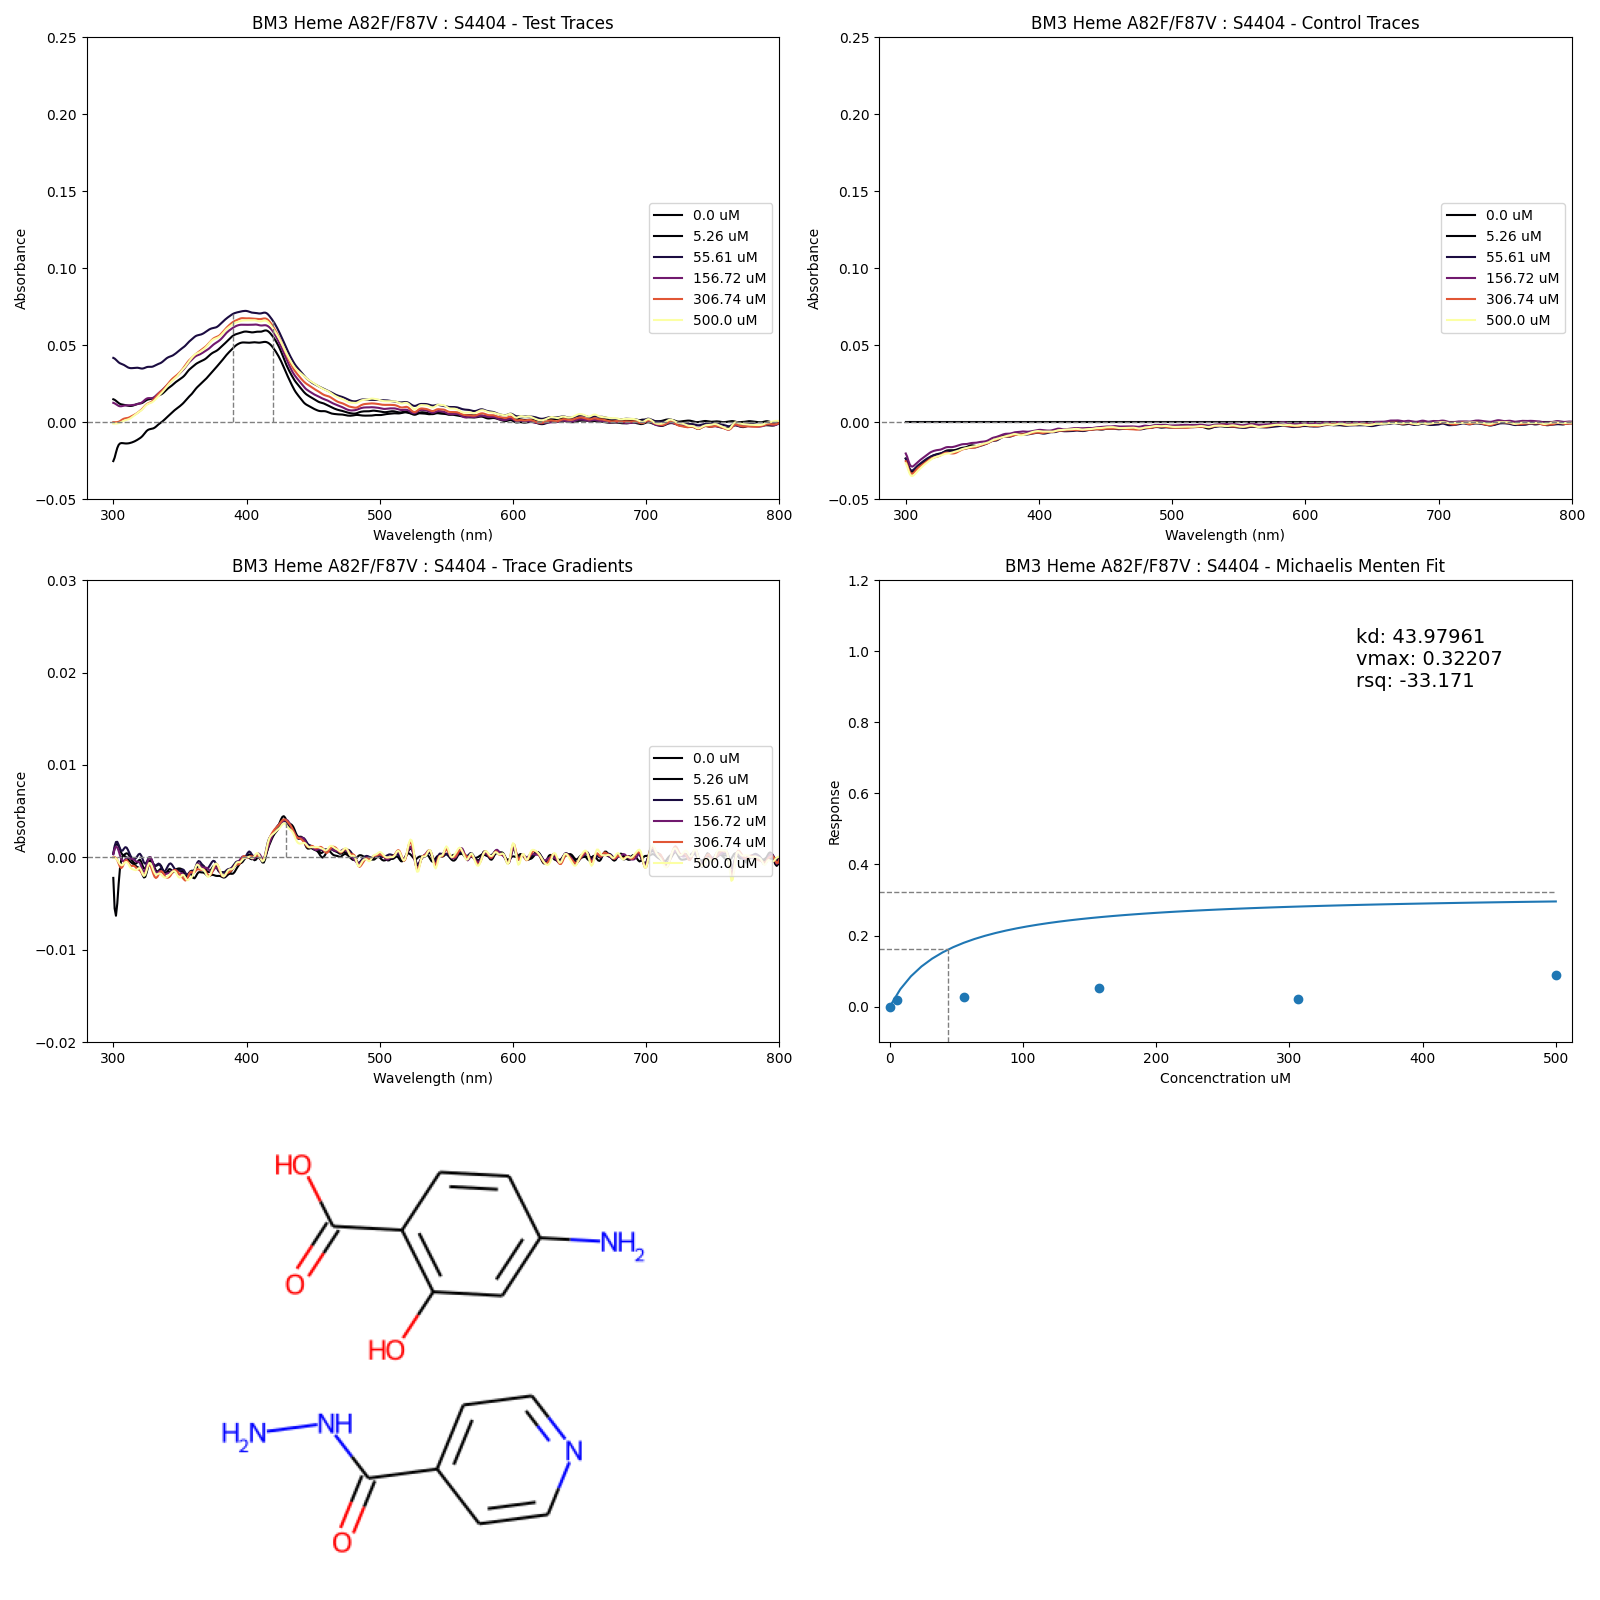 BM3 Heme A82F/F87V : S4404 - Test Traces
0.25
0.20
0.15
0.10
0.05
0.00
−0.05
Absorbance
300
400
500
600
700
800
Wavelength (nm)
0.0 uM
5.26 uM
55.61 uM
156.72 uM
306.74 uM
500.0 uM
BM3 Heme A82F/F87V : S4404 - Control Traces
0.25
0.20
0.15
0.10
0.05
0.00
−0.05
Absorbance
300
400
500
600
700
800
Wavelength (nm)
0.0 uM
5.26 uM
55.61 uM
156.72 uM
306.74 uM
500.0 uM
BM3 Heme A82F/F87V : S4404 - Trace Gradients
0.03
0.02
0.01
0.00
−0.01
−0.02
Absorbance
300
400
500
600
700
800
Wavelength (nm)
0.0 uM
5.26 uM
55.61 uM
156.72 uM
306.74 uM
500.0 uM
BM3 Heme A82F/F87V : S4404 - Michaelis Menten Fit
1.2
1.0
0.8
0.6
0.4
0.2
0.0
Response
0
100
200
300
400
500
Concenctration uM
kd: 43.97961
vmax: 0.32207
rsq: -33.171
HO
O
HO
NH2
H2N
NH
O
N